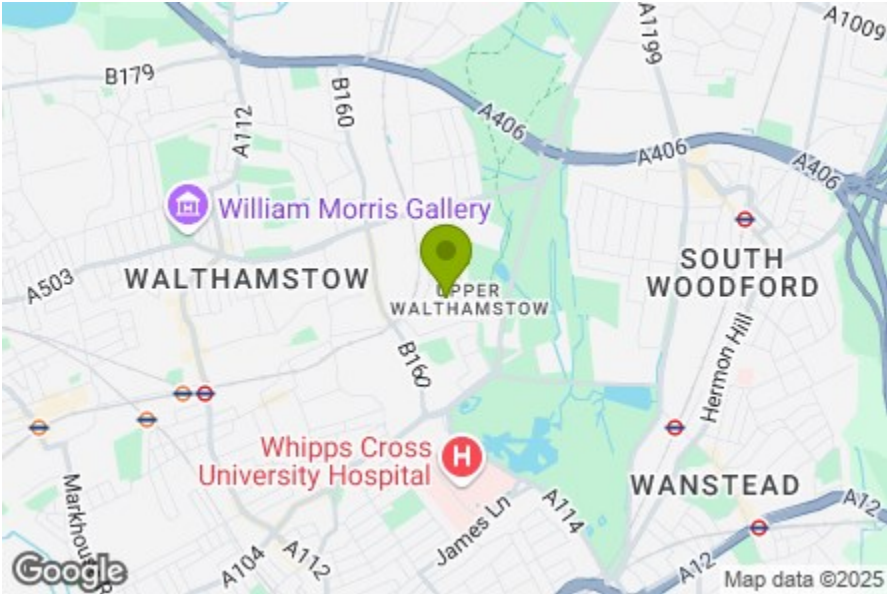 A1009
A1199
B179
B160
A112
A406
A406
A406
William Morris Gallery
SOUTH
WOODFORD
WALTHAMSTOW
A503
UPPER
WALTHAMSTOW
Hermon Hill
B160
Whipps Cross
University Hospital
H
WANSTEAD
Markhouse R
A114
A12
James Ln
A104
A112
A12
Google
Map data ©2025